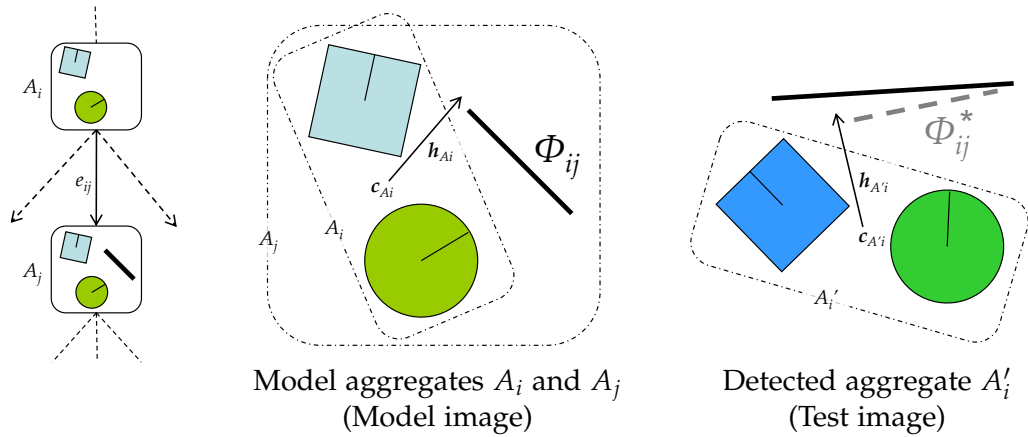 A_i
e_ij
A_j
A_j
A_i
c_Ai
h_Ai
Φ_ij
Model aggregates A_i and A_j
(Model image)
Φ*_ij
h_A'i
c_A'i
A_i'
Detected aggregate A'_i
(Test image)